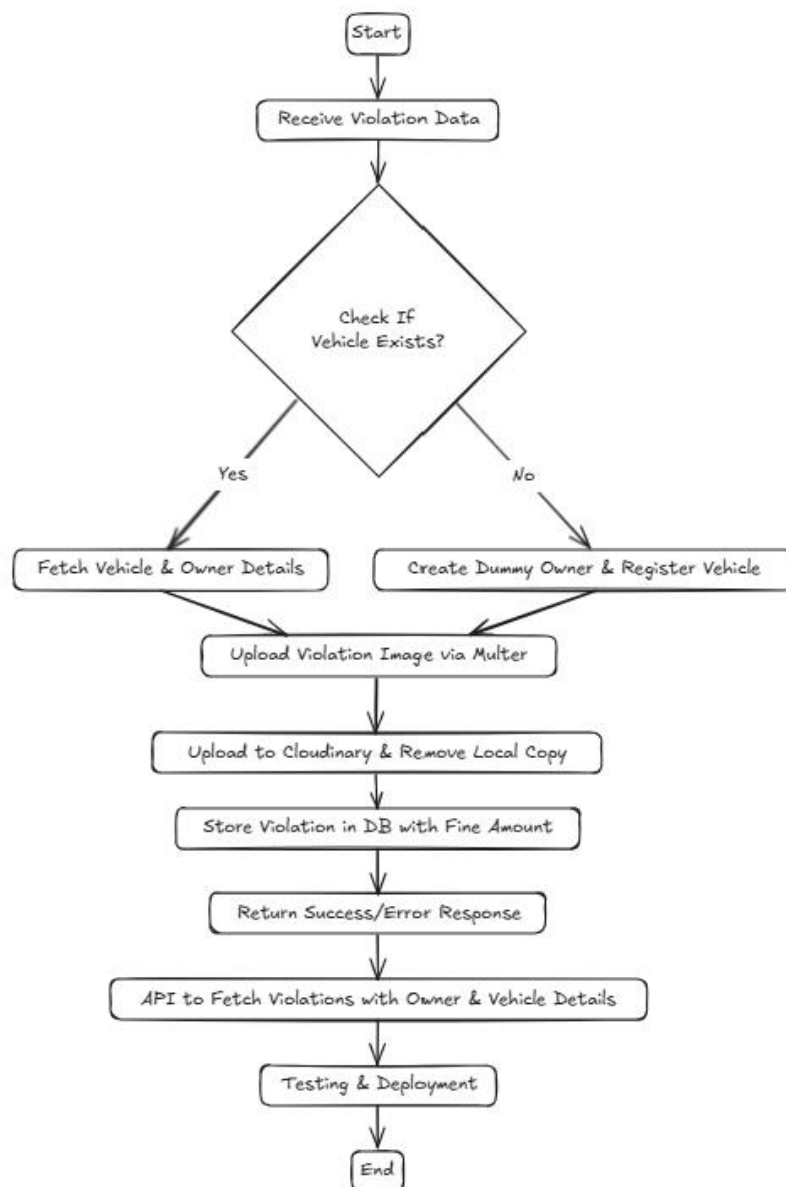 Start
Receive Violation Data
Check If
Vehicle Exists?
Yes
No
Fetch Vehicle & Owner Details
Create Dummy Owner & Register Vehicle
Upload Violation Image via Multer
Upload to Cloudinary & Remove Local Copy
Store Violation in DB with Fine Amount
Return Success/Error Response
API to Fetch Violations with Owner & Vehicle Details
Testing & Deployment
End